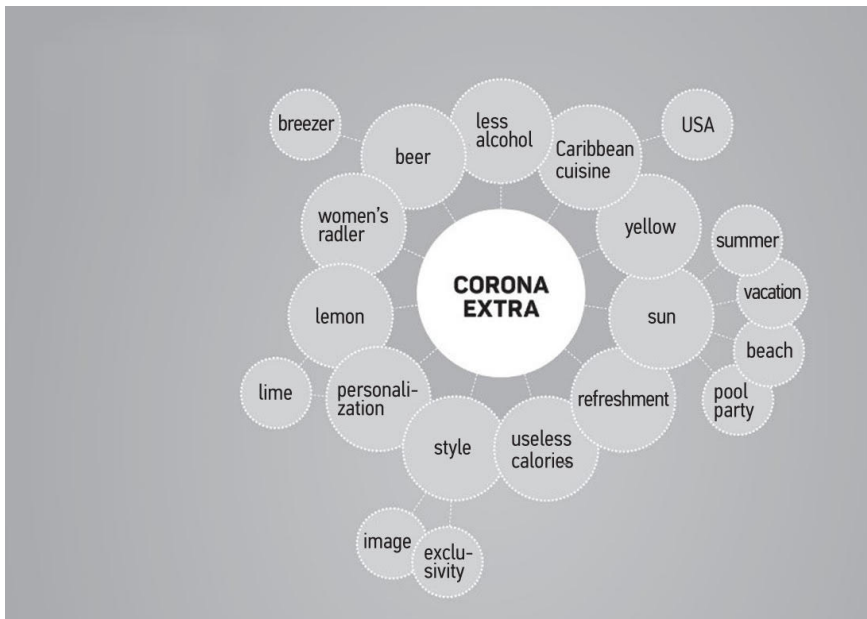 less
alcohol
Caribbean
cuisine
USA
yellow
summer
vacation
sun
beach
pool
party
refreshment
useless
calories
style
image
exclu-
sivity
personali-
zation
lime
lemon
women's
radler
beer
breezer
CORONA
EXTRA